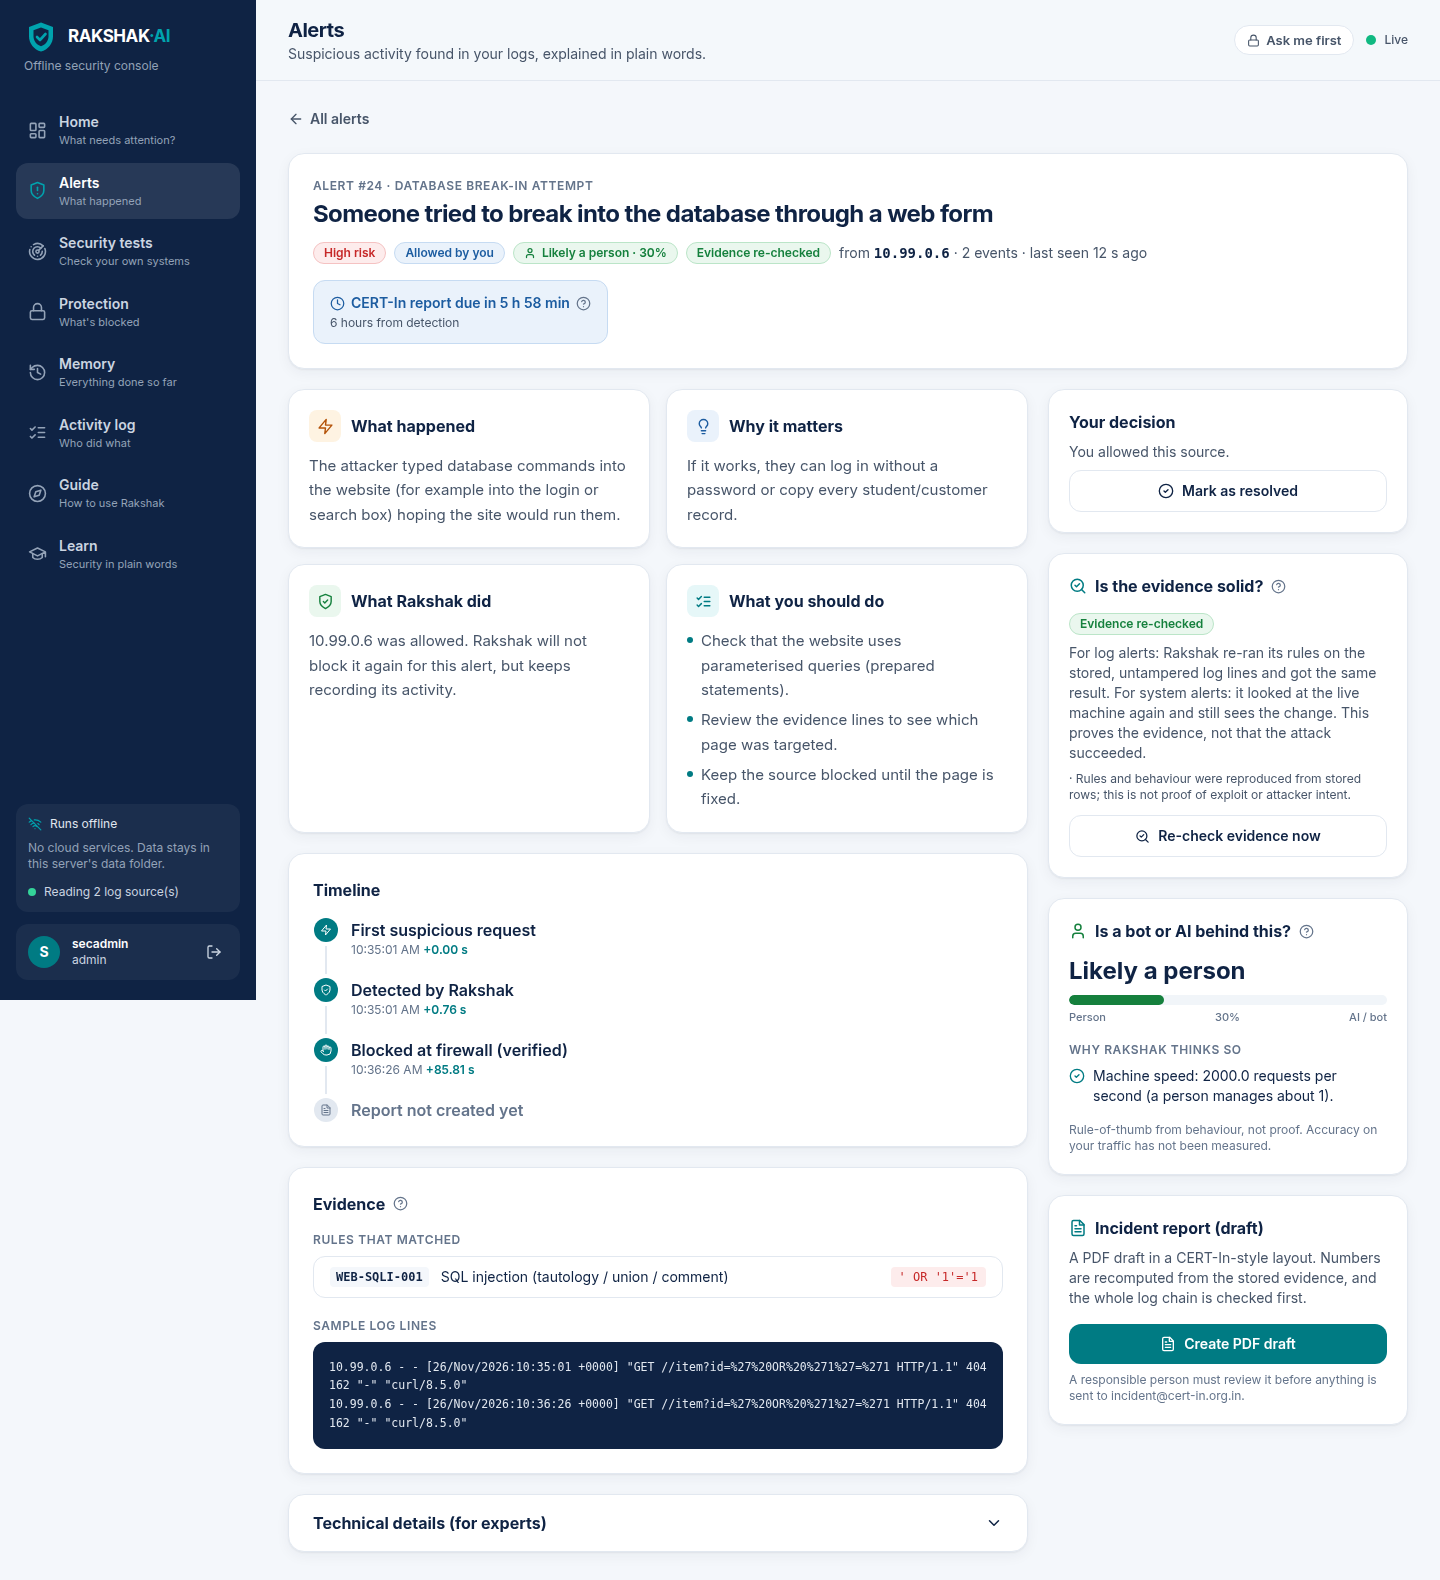 RAKSHAK·AI
Offline security console
Home
What needs attention?
Alerts
What happened
Security tests
Check your own systems
Protection
What's blocked
Memory
Everything done so far
Activity log
Who did what
Guide
How to use Rakshak
Learn
Security in plain words
Runs offline
No cloud services. Data stays in
this server's data folder.
Reading 2 log source(s)
S
secadmin
admin
Alerts
Suspicious activity found in your logs, explained in plain words.
Ask me first
Live
All alerts
ALERT #24 · DATABASE BREAK-IN ATTEMPT
Someone tried to break into the database through a web form
High risk
Allowed by you
Likely a person · 30%
Evidence re-checked
from 10.99.0.6 · 2 events · last seen 12 s ago
CERT-In report due in 5 h 58 min
6 hours from detection
What happened
The attacker typed database commands into
the website (for example into the login or
search box) hoping the site would run them.
Why it matters
If it works, they can log in without a
password or copy every student/customer
record.
What Rakshak did
10.99.0.6 was allowed. Rakshak will not
block it again for this alert, but keeps
recording its activity.
What you should do
Check that the website uses
parameterised queries (prepared
statements).
Review the evidence lines to see which
page was targeted.
Keep the source blocked until the page is
fixed.
Timeline
First suspicious request
10:35:01 AM +0.00 s
Detected by Rakshak
10:35:01 AM +0.76 s
Blocked at firewall (verified)
10:36:26 AM +85.81 s
Report not created yet
Evidence
RULES THAT MATCHED
WEB-SQLI-001 SQL injection (tautology / union / comment) ' OR '1'='1
SAMPLE LOG LINES
10.99.0.6 - - [26/Nov/2026:10:35:01 +0000] "GET //item?id=%27%20OR%20%271%27=%271 HTTP/1.1" 404
162 "-" "curl/8.5.0"
10.99.0.6 - - [26/Nov/2026:10:36:26 +0000] "GET //item?id=%27%20OR%20%271%27=%271 HTTP/1.1" 404
162 "-" "curl/8.5.0"
Technical details (for experts)
Your decision
You allowed this source.
Mark as resolved
Is the evidence solid?
Evidence re-checked
For log alerts: Rakshak re-ran its rules on the
stored, untampered log lines and got the same
result. For system alerts: it looked at the live
machine again and still sees the change. This
proves the evidence, not that the attack
succeeded.
· Rules and behaviour were reproduced from stored
rows; this is not proof of exploit or attacker intent.
Re-check evidence now
Is a bot or AI behind this?
Likely a person
Person 30% AI / bot
WHY RAKSHAK THINKS SO
Machine speed: 2000.0 requests per
second (a person manages about 1).
Rule-of-thumb from behaviour, not proof. Accuracy on
your traffic has not been measured.
Incident report (draft)
A PDF draft in a CERT-In-style layout. Numbers
are recomputed from the stored evidence, and
the whole log chain is checked first.
Create PDF draft
A responsible person must review it before anything is
sent to incident@cert-in.org.in.